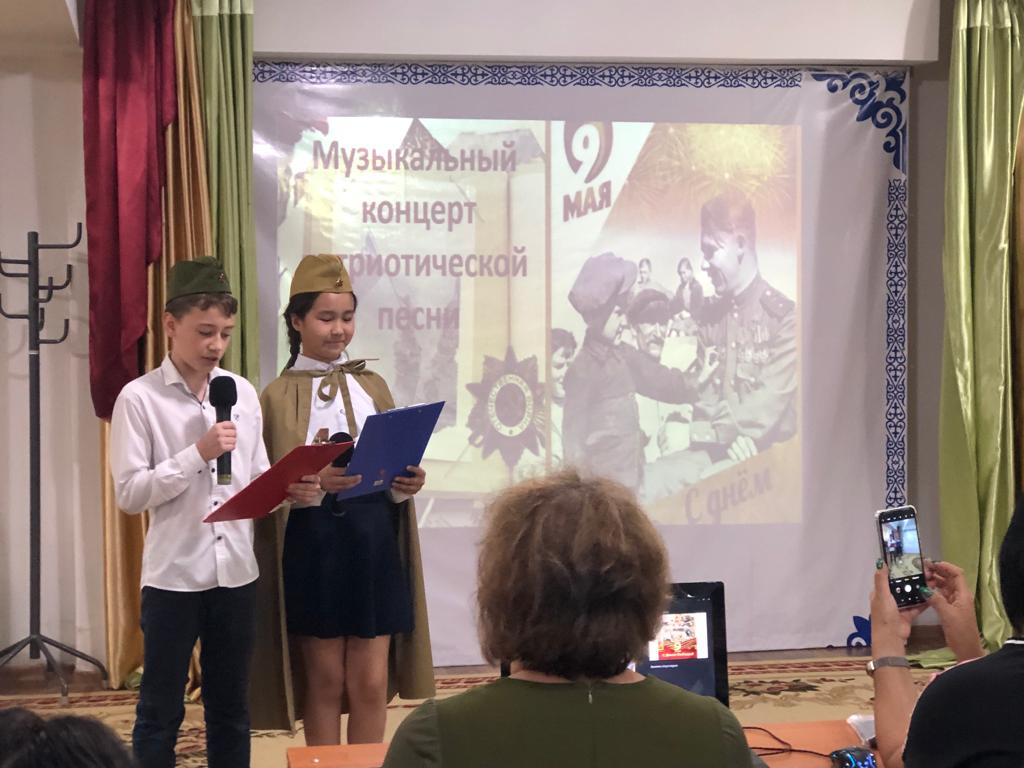 Музыкальный
концерт
триотической
песни
9
МАЯ
С днём